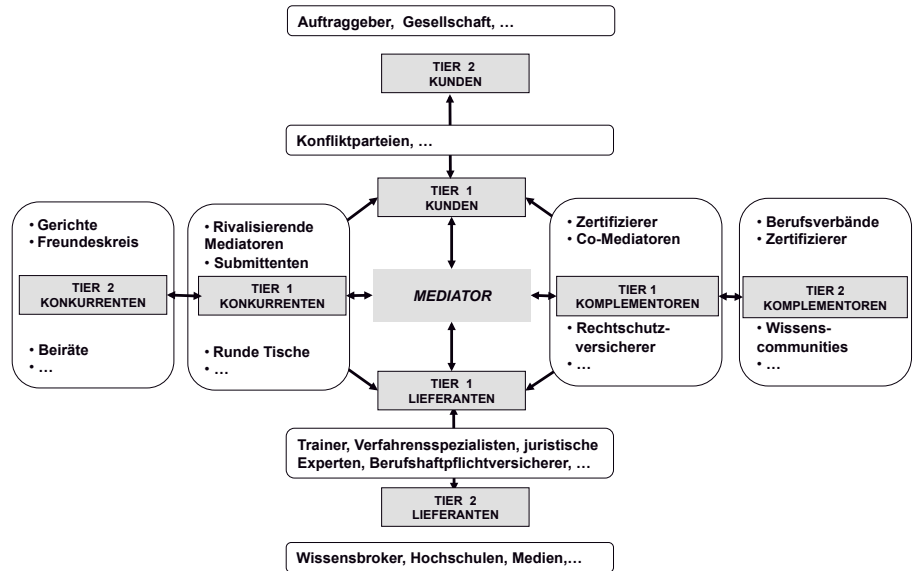 Auftraggeber, Gesellschaft, …
TIER 2
KUNDEN
Konfliktparteien, …
TIER 1
KUNDEN
• Gerichte
• Freundeskreis
TIER 2
KONKURRENTEN
• Beiräte
• …
• Rivalisierende
Mediatoren
• Submittenten
TIER 1
KONKURRENTEN
• Runde Tische
• …
MEDIATOR
• Zertifizierer
• Co-Mediatoren
TIER 1
KOMPLEMENTOREN
• Rechtschutz-
versicherer
• …
• Berufsverbände
• Zertifizierer
TIER 2
KOMPLEMENTOREN
• Wissens-
communities
• …
TIER 1
LIEFERANTEN
Trainer, Verfahrensspezialisten, juristische
Experten, Berufshaftpflichtversicherer, …
TIER 2
LIEFERANTEN
Wissensbroker, Hochschulen, Medien,…